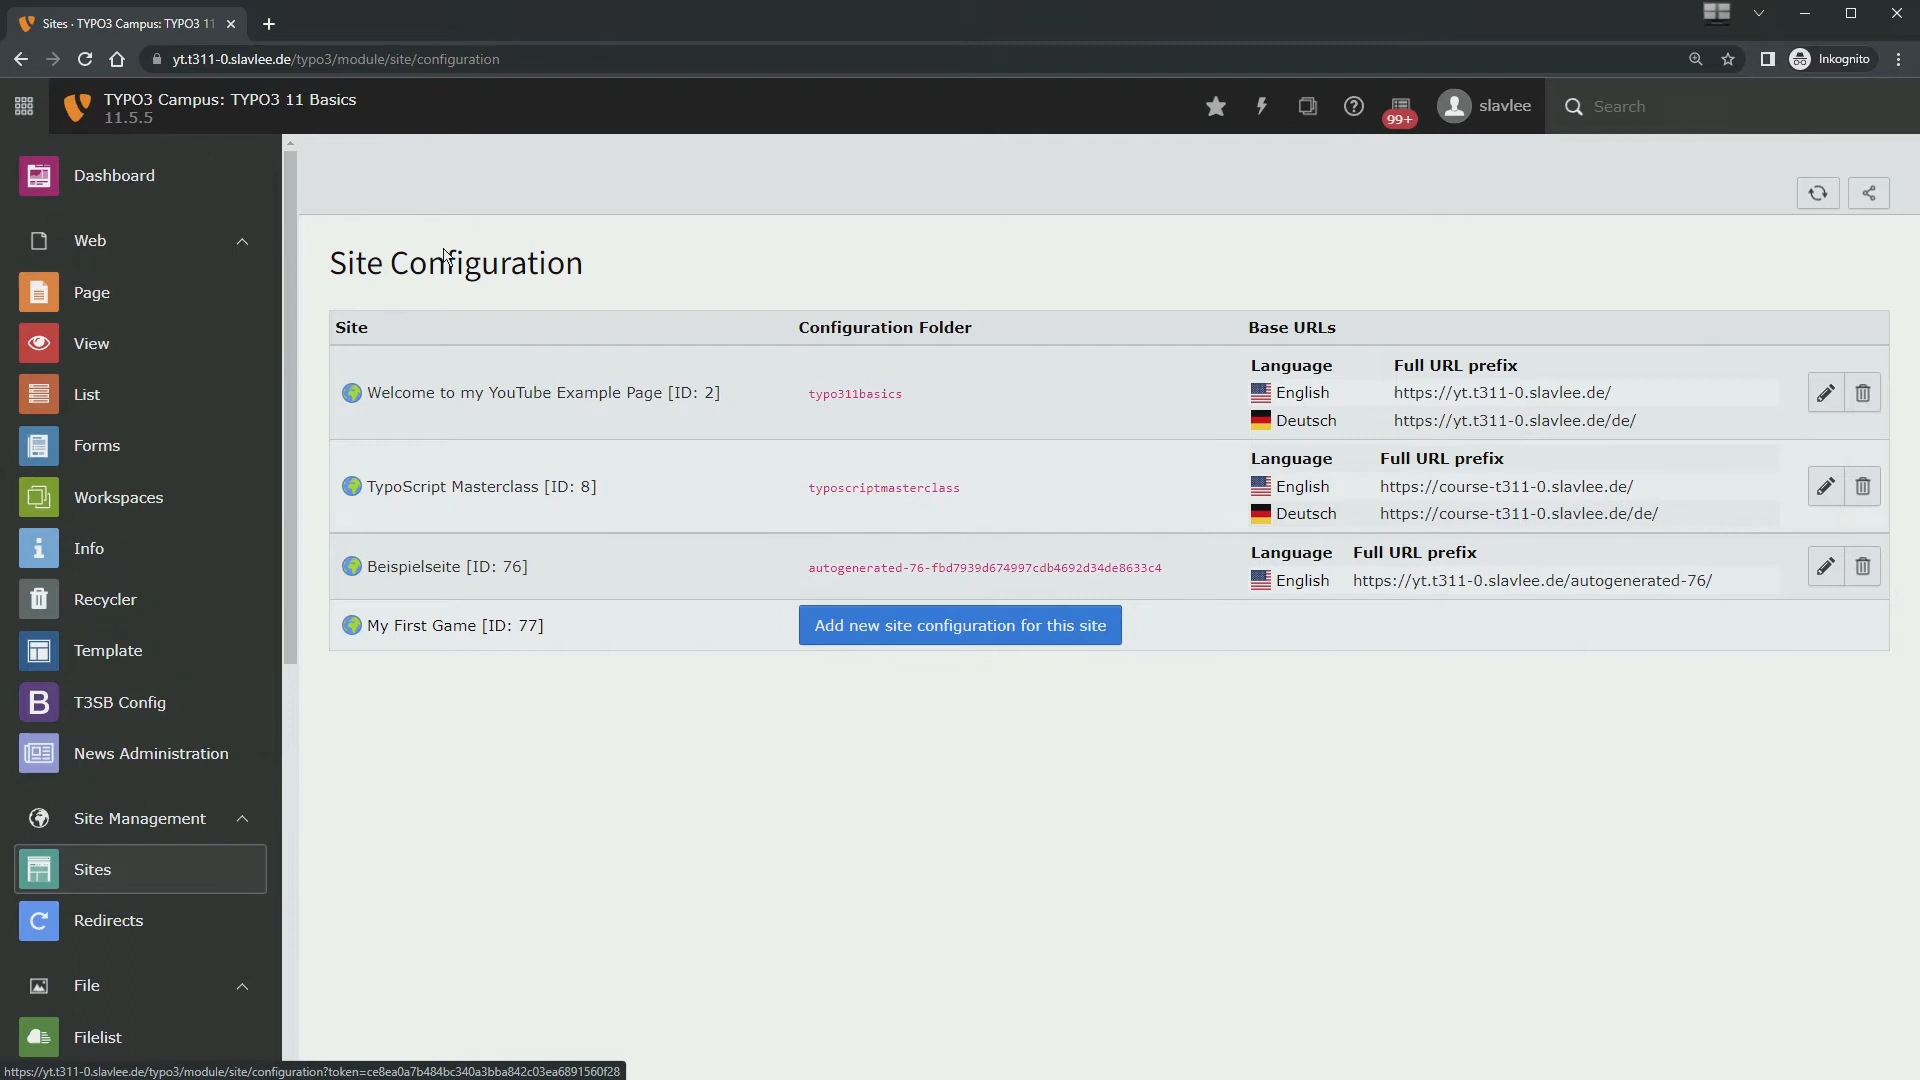 Sites · TYPO3 Campus: TYPO3 11
yt.t311-0.slavlee.de/typo3/module/site/configuration
Inkognito
TYPO3 Campus: TYPO3 11 Basics
11.5.5
99+
slavlee
Search
Dashboard
Web
Page
View
List
Forms
Workspaces
Info
Recycler
Template
B
T3SB Config
News Administration
Site Management
Sites
Redirects
File
Filelist
Site Configuration
Site
Configuration Folder
Base URLs
Welcome to my YouTube Example Page [ID: 2]
typo311basics
Language Full URL prefix
English https://yt.t311-0.slavlee.de/
Deutsch https://yt.t311-0.slavlee.de/de/
TypoScript Masterclass [ID: 8]
typoscriptmasterclass
Language Full URL prefix
English https://course-t311-0.slavlee.de/
Deutsch https://course-t311-0.slavlee.de/de/
Beispielseite [ID: 76]
autogenerated-76-fbd7939d674997cdb4692d34de8633c4
Language Full URL prefix
English https://yt.t311-0.slavlee.de/autogenerated-76/
My First Game [ID: 77]
Add new site configuration for this site
https://yt.t311-0.slavlee.de/typo3/module/site/configuration?token=ce8ea0a7b484bc340a3bba842c03ea6891560f28